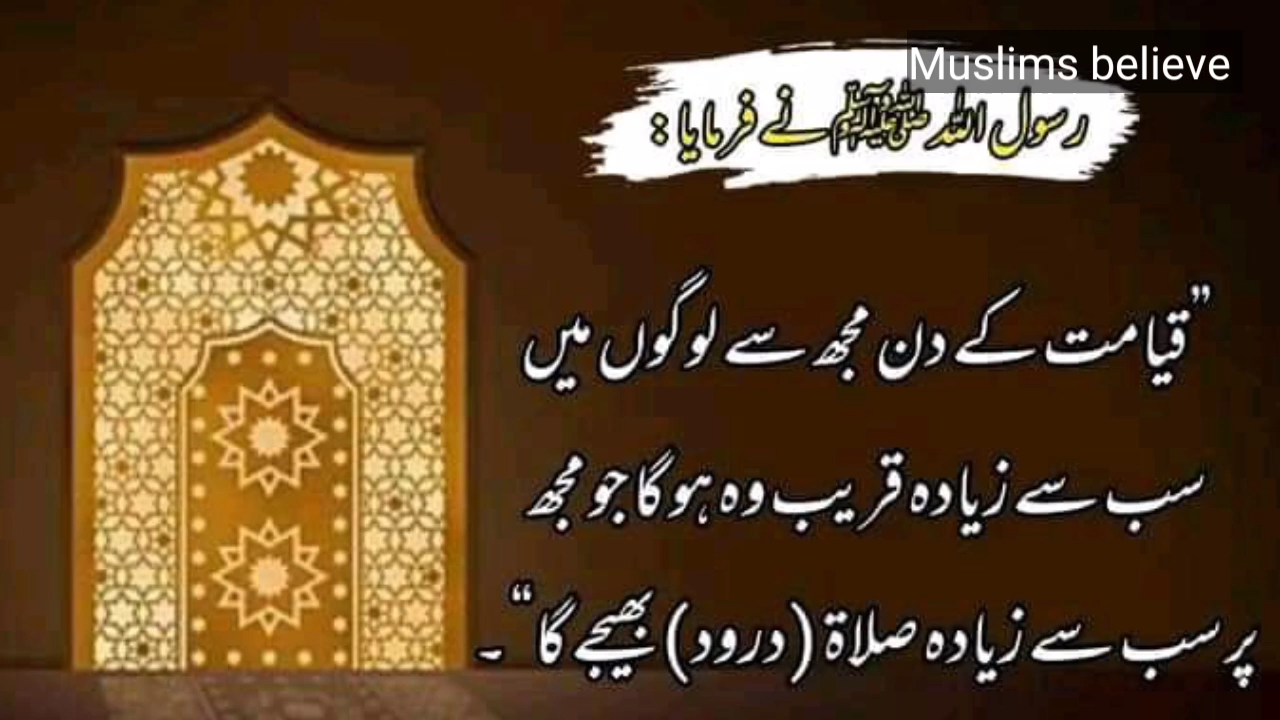 Muslims believe
رسول اللہ ﷺ نے فرمایا :
”قیامت کے دن مجھ سے لوگوں میں
سب سے زیادہ قریب وہ ہوگا جو مجھ
پر سب سے زیادہ صلاۃ (درود) بھیجے گا“۔